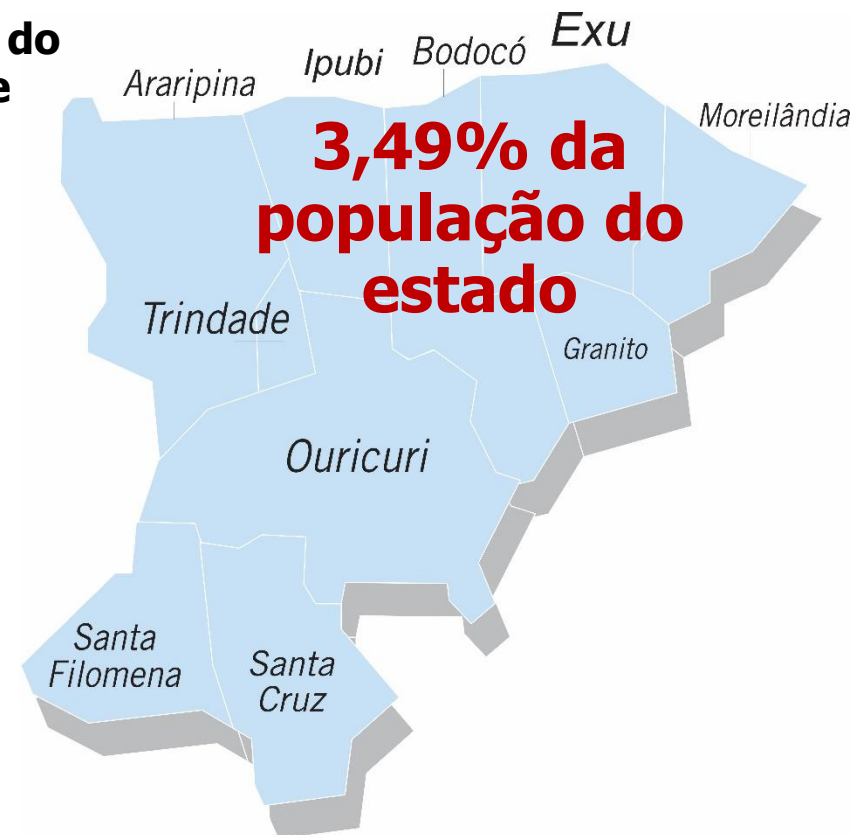 do
e
Araripina
Ipubi
Bodocó
Exu
Moreilândia
3,49% da
população do
estado
Trindade
Granito
Ouricuri
Santa
Filomena
Santa
Cruz